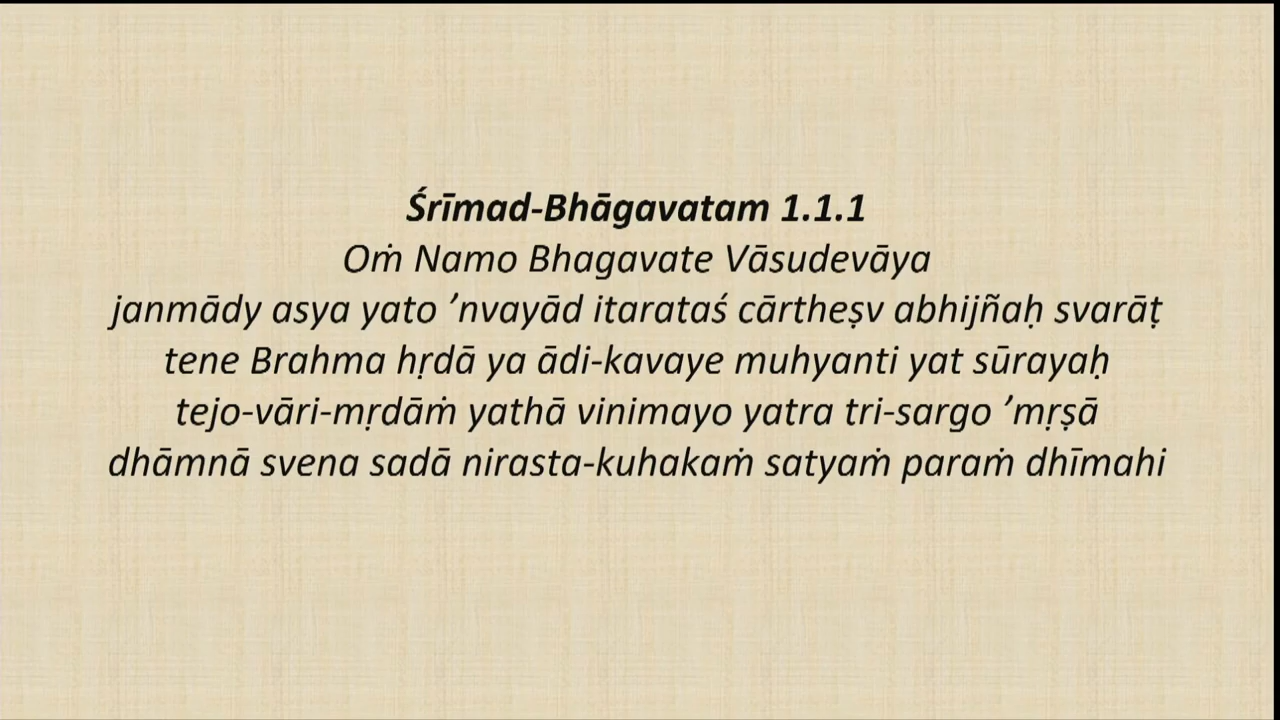 Śrīmad-Bhāgavatam 1.1.1
Oṁ Namo Bhagavate Vāsudevāya
janmādy asya yato ’nvayād itarataś cārtheṣv abhijñaḥ svarāṭ
tene Brahma hṛdā ya ādi-kavaye muhyanti yat sūrayaḥ
tejo-vāri-mṛdāṁ yathā vinimayo yatra tri-sargo ’mṛṣā
dhāmnā svena sadā nirasta-kuhakaṁ satyaṁ paraṁ dhīmahi